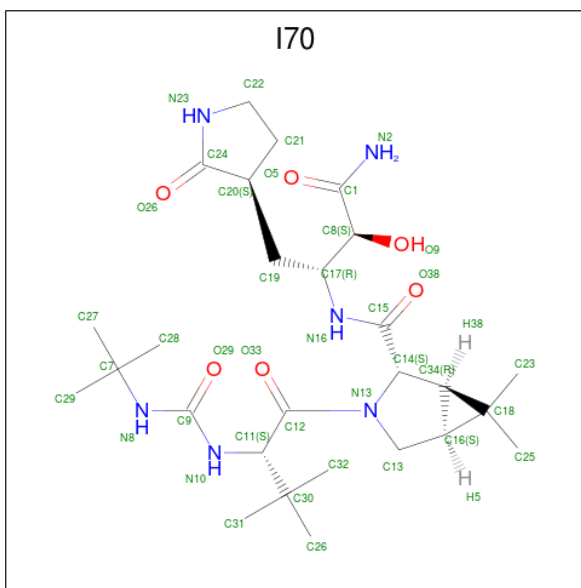 I70
C22
N23
HN
C21
C24
N2
NH₂
O5
O
C1
C20(S)
O
O26
C8(S)
OH
O9
C19
C17(R)
O38
O
C15
C27
N
H
N16
H38
H
C28
O29
O33
C14(S)
C34(R)
C23
C7
O
O
N13
C29
N
H
N8
C9
C11(S)
C12
N
C18
C16(S)
N
H
N10
C32
C13
C25
H
C30
H5
C31
C26